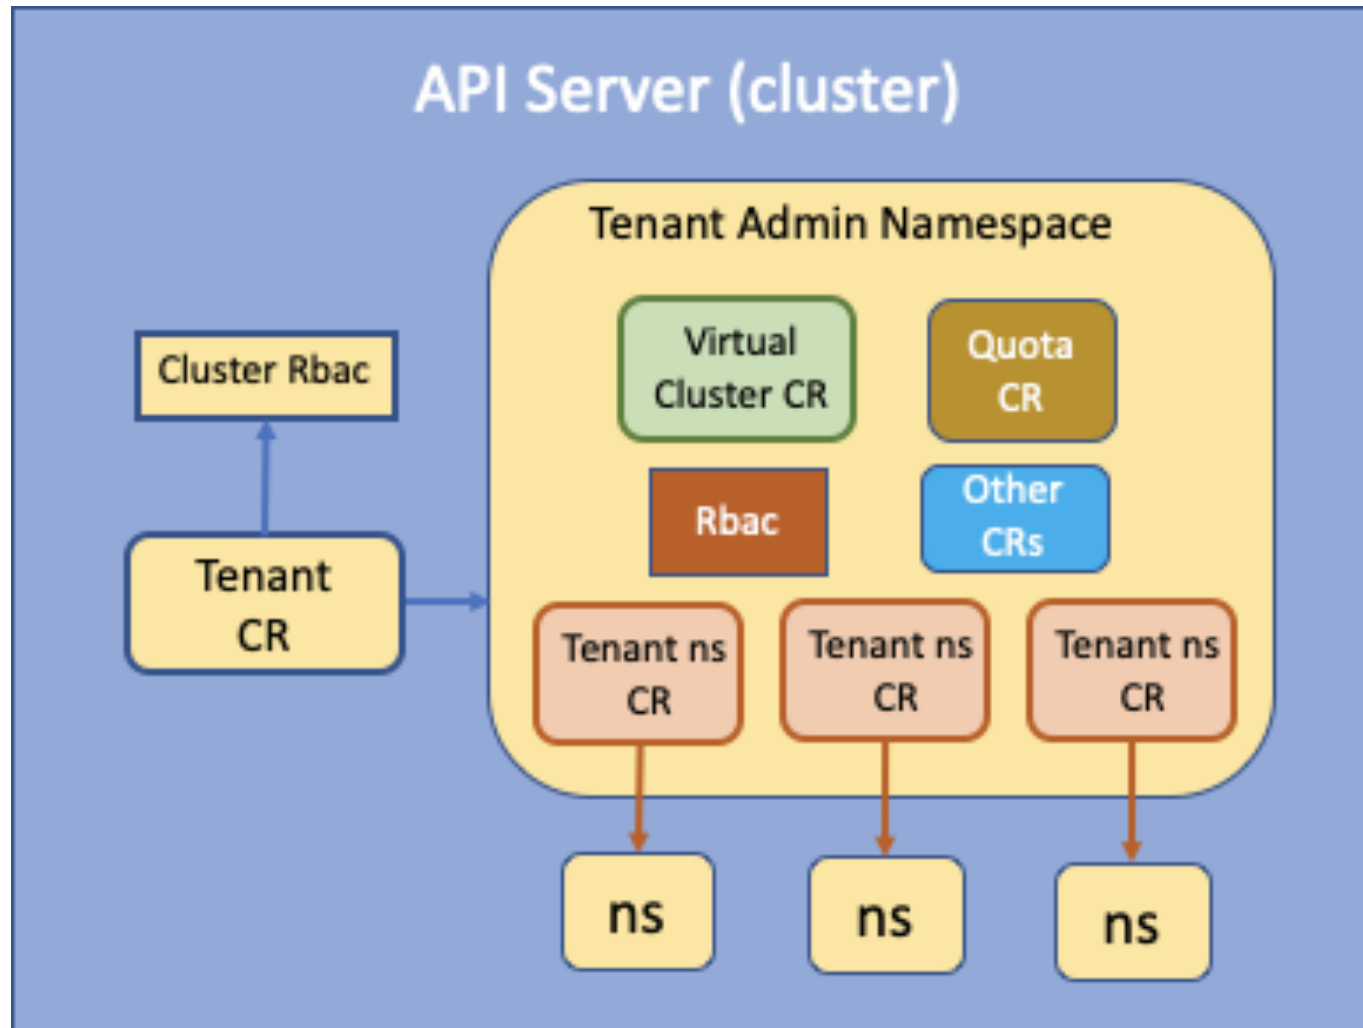 API Server (cluster)
Tenant Admin Namespace
Virtual
Cluster CR
Quota
CR
Cluster Rbac
Rbac
Other
CRs
Tenant
CR
Tenant ns
CR
Tenant ns
CR
Tenant ns
CR
ns
ns
ns